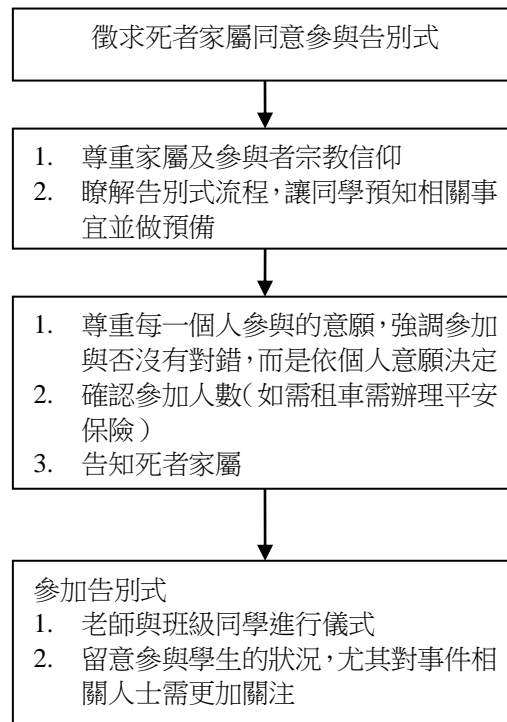 徵求死者家屬同意參與告別式
1. 尊重家屬及參與者宗教信仰
2. 瞭解告別式流程，讓同學預知相關事
宜並做預備
1. 尊重每一個人參與的意願，強調參加
與否沒有對錯，而是依個人意願決定
2. 確認參加人數（如需租車需辦理平安
保險）
3. 告知死者家屬
參加告別式
1. 老師與班級同學進行儀式
2. 留意參與學生的狀況，尤其對事件相
關人士需更加關注